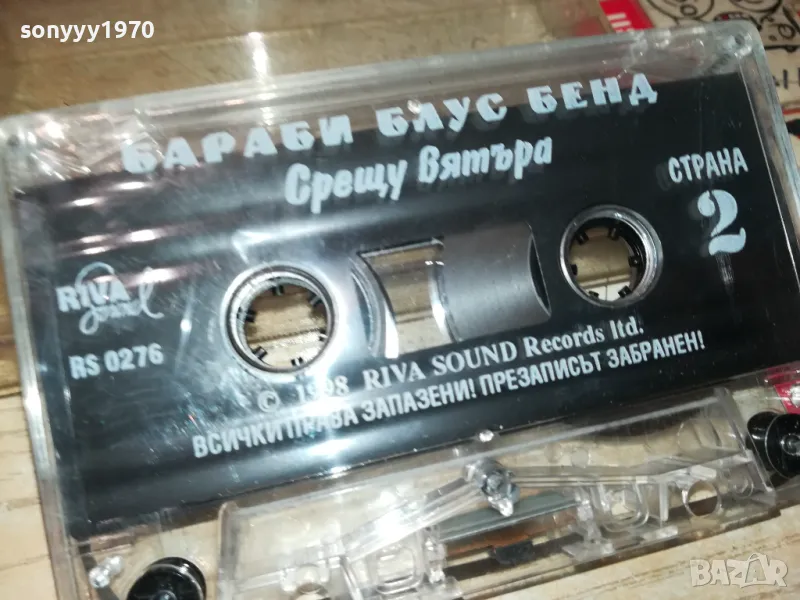 sonyyy1970
БАРАБИ БЛУС БЕНД
Срещу вятъра
СТРАНА
2
RIVA
Sound
RS 0276
© 1998 RIVA SOUND Records ltd.
ВСИЧКИ ПРАВА ЗАПАЗЕНИ! ПРЕЗАПИСЪТ ЗАБРАНЕН!
BAZAR